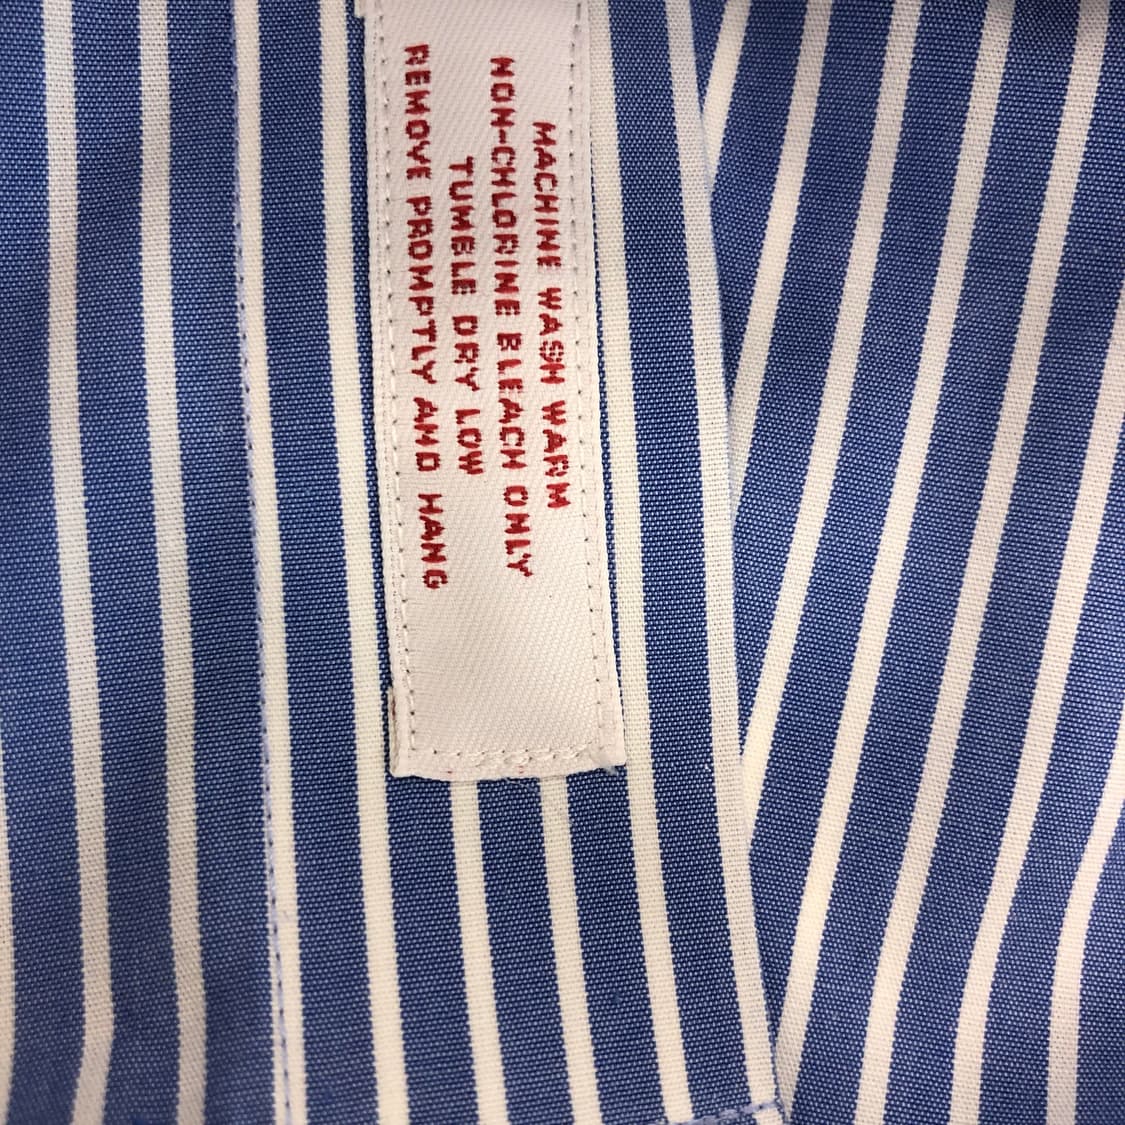 MACHINE WASH WARM
NON-CHLORINE BLEACH ONLY
TUMBLE DRY LOW
REMOVE PROMPTLY AND HANG